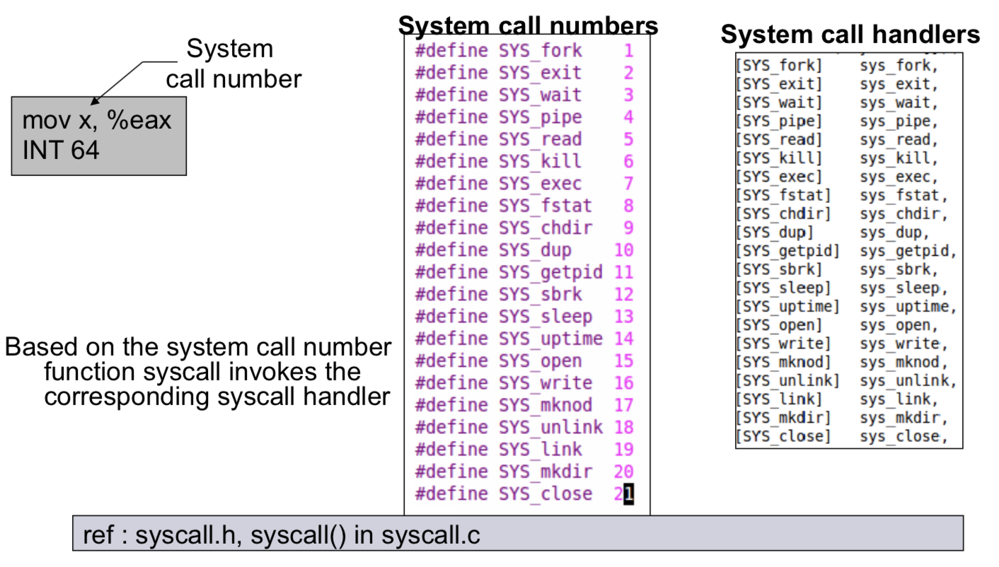 System
call number
mov x, %eax
INT 64
Based on the system call number
function syscall invokes the
corresponding syscall handler
System call numbers
#define SYS_fork 1
#define SYS_exit 2
#define SYS_wait 3
#define SYS_pipe 4
#define SYS_read 5
#define SYS_kill 6
#define SYS_exec 7
#define SYS_fstat 8
#define SYS_chdir 9
#define SYS_dup 10
#define SYS_getpid 11
#define SYS_sbrk 12
#define SYS_sleep 13
#define SYS_uptime 14
#define SYS_open 15
#define SYS_write 16
#define SYS_mknod 17
#define SYS_unlink 18
#define SYS_link 19
#define SYS_mkdir 20
#define SYS_close 21
System call handlers
[SYS_fork] sys_fork,
[SYS_exit] sys_exit,
[SYS_wait] sys_wait,
[SYS_pipe] sys_pipe,
[SYS_read] sys_read,
[SYS_kill] sys_kill,
[SYS_exec] sys_exec,
[SYS_fstat] sys_fstat,
[SYS_chdir] sys_chdir,
[SYS_dup] sys_dup,
[SYS_getpid] sys_getpid,
[SYS_sbrk] sys_sbrk,
[SYS_sleep] sys_sleep,
[SYS_uptime] sys_uptime,
[SYS_open] sys_open,
[SYS_write] sys_write,
[SYS_mknod] sys_mknod,
[SYS_unlink] sys_unlink,
[SYS_link] sys_link,
[SYS_mkdir] sys_mkdir,
[SYS_close] sys_close,
ref : syscall.h, syscall() in syscall.c